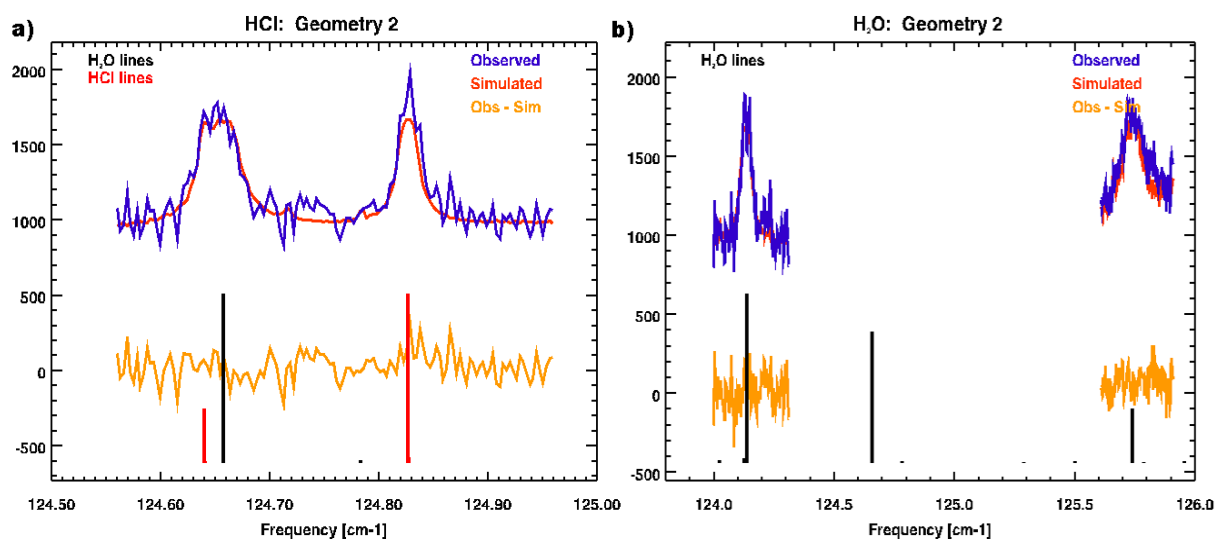 a) HCl: Geometry 2
H2O lines
HCl lines
Observed
Simulated
Obs - Sim
2000
1500
1000
500
0
-500
124.50 124.60 124.70 124.80 124.90 125.00
Frequency [cm-1]
b) H2O: Geometry 2
H2O lines
Observed
Simulated
Obs - Sim
2000
1500
1000
500
0
-500
124.0 124.5 125.0 125.5 126.0
Frequency [cm-1]